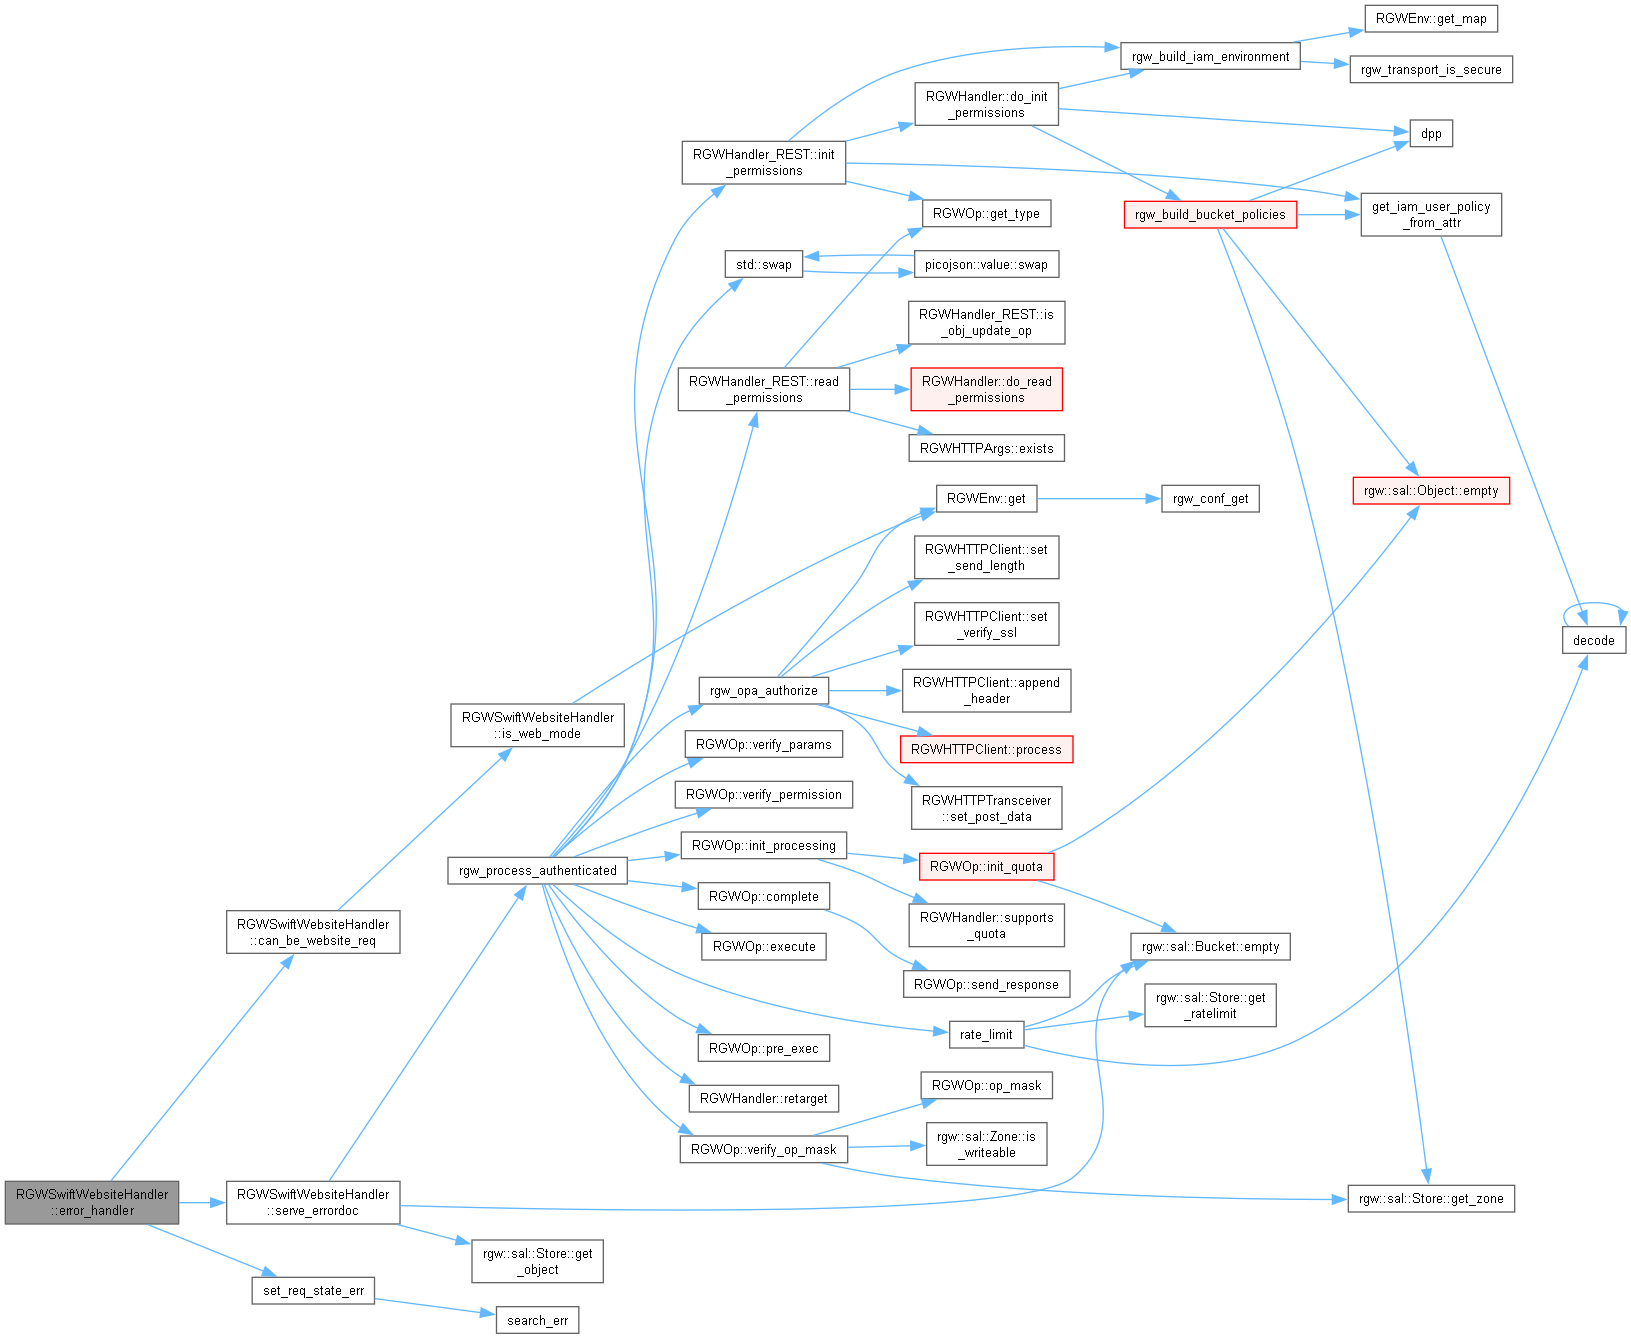 RGWEnv::get_map
rgw_build_iam_environment
rgw_transport_is_secure
RGWHandler::do_init
_permissions
dpp
RGWHandler_REST::init
_permissions
get_iam_user_policy
_from_attr
rgw_build_bucket_policies
RGWOp::get_type
std::swap
picojson::value::swap
RGWHandler_REST::is
_obj_update_op
RGWHandler_REST::read
_permissions
RGWHandler::do_read
_permissions
RGWHTTPArgs::exists
rgw::sal::Object::empty
RGWEnv::get
rgw_conf_get
RGWHTTPClient::set
_send_length
RGWHTTPClient::set
_verify_ssl
decode
rgw_opa_authorize
RGWHTTPClient::append
_header
RGWSwiftWebsiteHandler
::is_web_mode
RGWOp::verify_params
RGWHTTPClient::process
RGWOp::verify_permission
RGWHTTPTransceiver
::set_post_data
RGWOp::init_processing
rgw_process_authenticated
RGWOp::init_quota
RGWOp::complete
RGWHandler::supports
_quota
RGWSwiftWebsiteHandler
::can_be_website_req
RGWOp::execute
rgw::sal::Bucket::empty
RGWOp::send_response
rgw::sal::Store::get
_ratelimit
rate_limit
RGWOp::pre_exec
RGWOp::op_mask
RGWHandler::retarget
rgw::sal::Zone::is
_writeable
RGWOp::verify_op_mask
RGWSwiftWebsiteHandler
::error_handler
RGWSwiftWebsiteHandler
::serve_errordoc
rgw::sal::Store::get_zone
rgw::sal::Store::get
_object
set_req_state_err
search_err